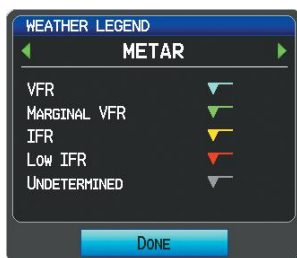 WEATHER LEGEND
METAR
VFR
MARGINAL VFR
IFR
LOW IFR
UNDETERMINED
DONE